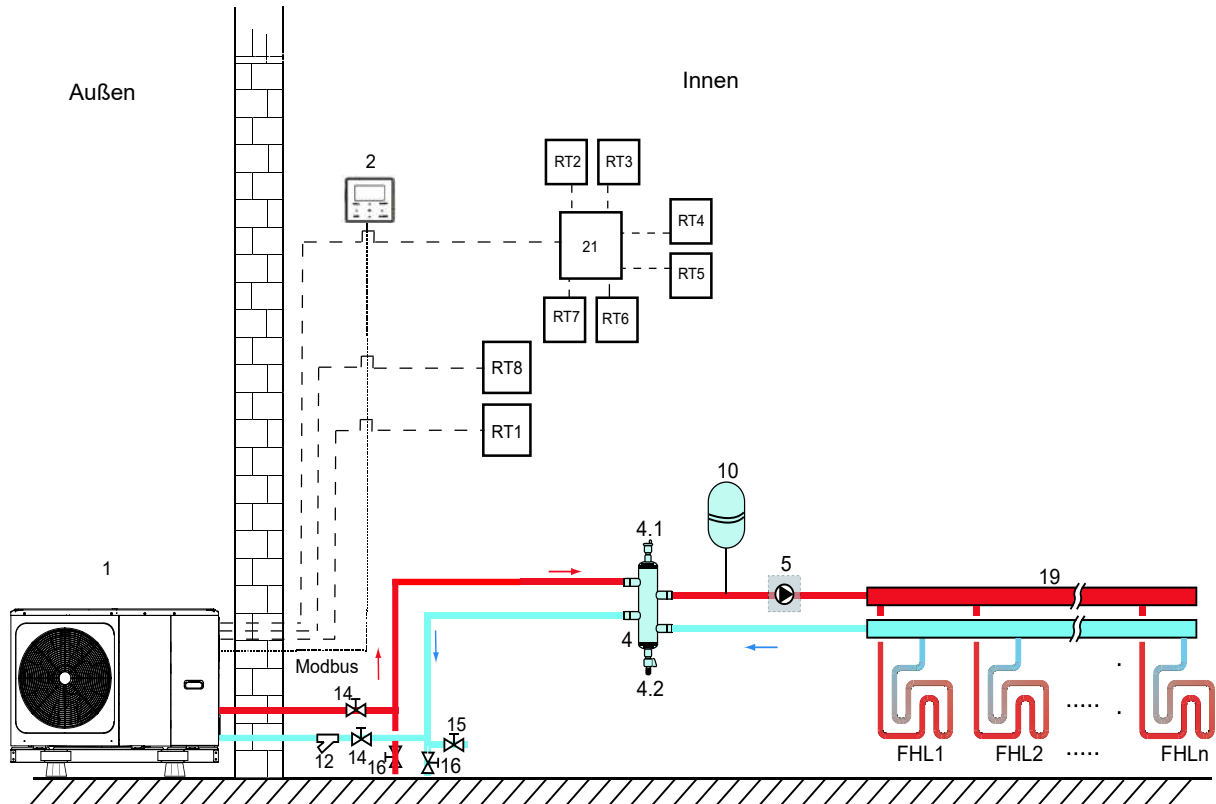 Außen
Innen
2
RT2
RT3
RT4
21
RT5
RT7
RT6
RT8
RT1
10
4.1
1
5
19
4
Modbus
4.2
14
15
12
14
16
16
.....
.....
FHL1
FHL2
.....
FHLn